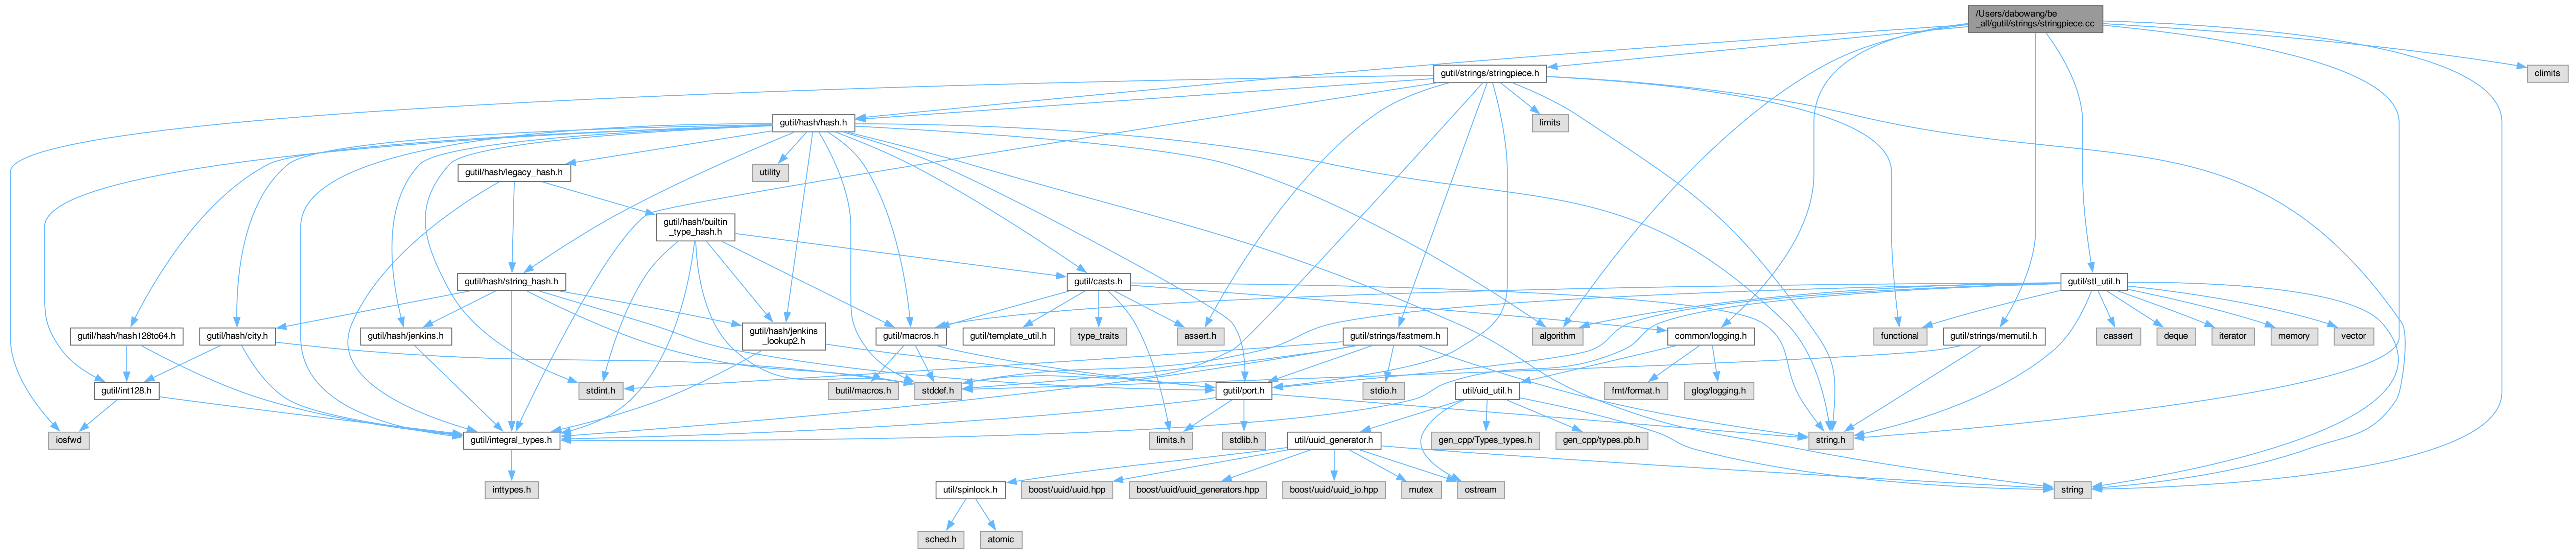 /Users/dabowang/be
_all/gutil/strings/stringpiece.cc
gutil/strings/stringpiece.h
climits
gutil/hash/hash.h
limits
gutil/hash/legacy_hash.h
utility
gutil/hash/builtin
_type_hash.h
gutil/hash/string_hash.h
gutil/casts.h
gutil/stl_util.h
gutil/hash/hash128to64.h
gutil/hash/city.h
gutil/hash/jenkins.h
gutil/hash/jenkins
_lookup2.h
gutil/macros.h
gutil/template_util.h
type_traits
assert.h
gutil/strings/fastmem.h
algorithm
common/logging.h
functional
gutil/strings/memutil.h
cassert
deque
iterator
memory
vector
gutil/int128.h
stdint.h
butil/macros.h
stddef.h
gutil/port.h
stdio.h
util/uid_util.h
fmt/format.h
glog/logging.h
iosfwd
gutil/integral_types.h
limits.h
stdlib.h
util/uuid_generator.h
gen_cpp/Types_types.h
gen_cpp/types.pb.h
string.h
inttypes.h
util/spinlock.h
boost/uuid/uuid.hpp
boost/uuid/uuid_generators.hpp
boost/uuid/uuid_io.hpp
mutex
ostream
string
sched.h
atomic